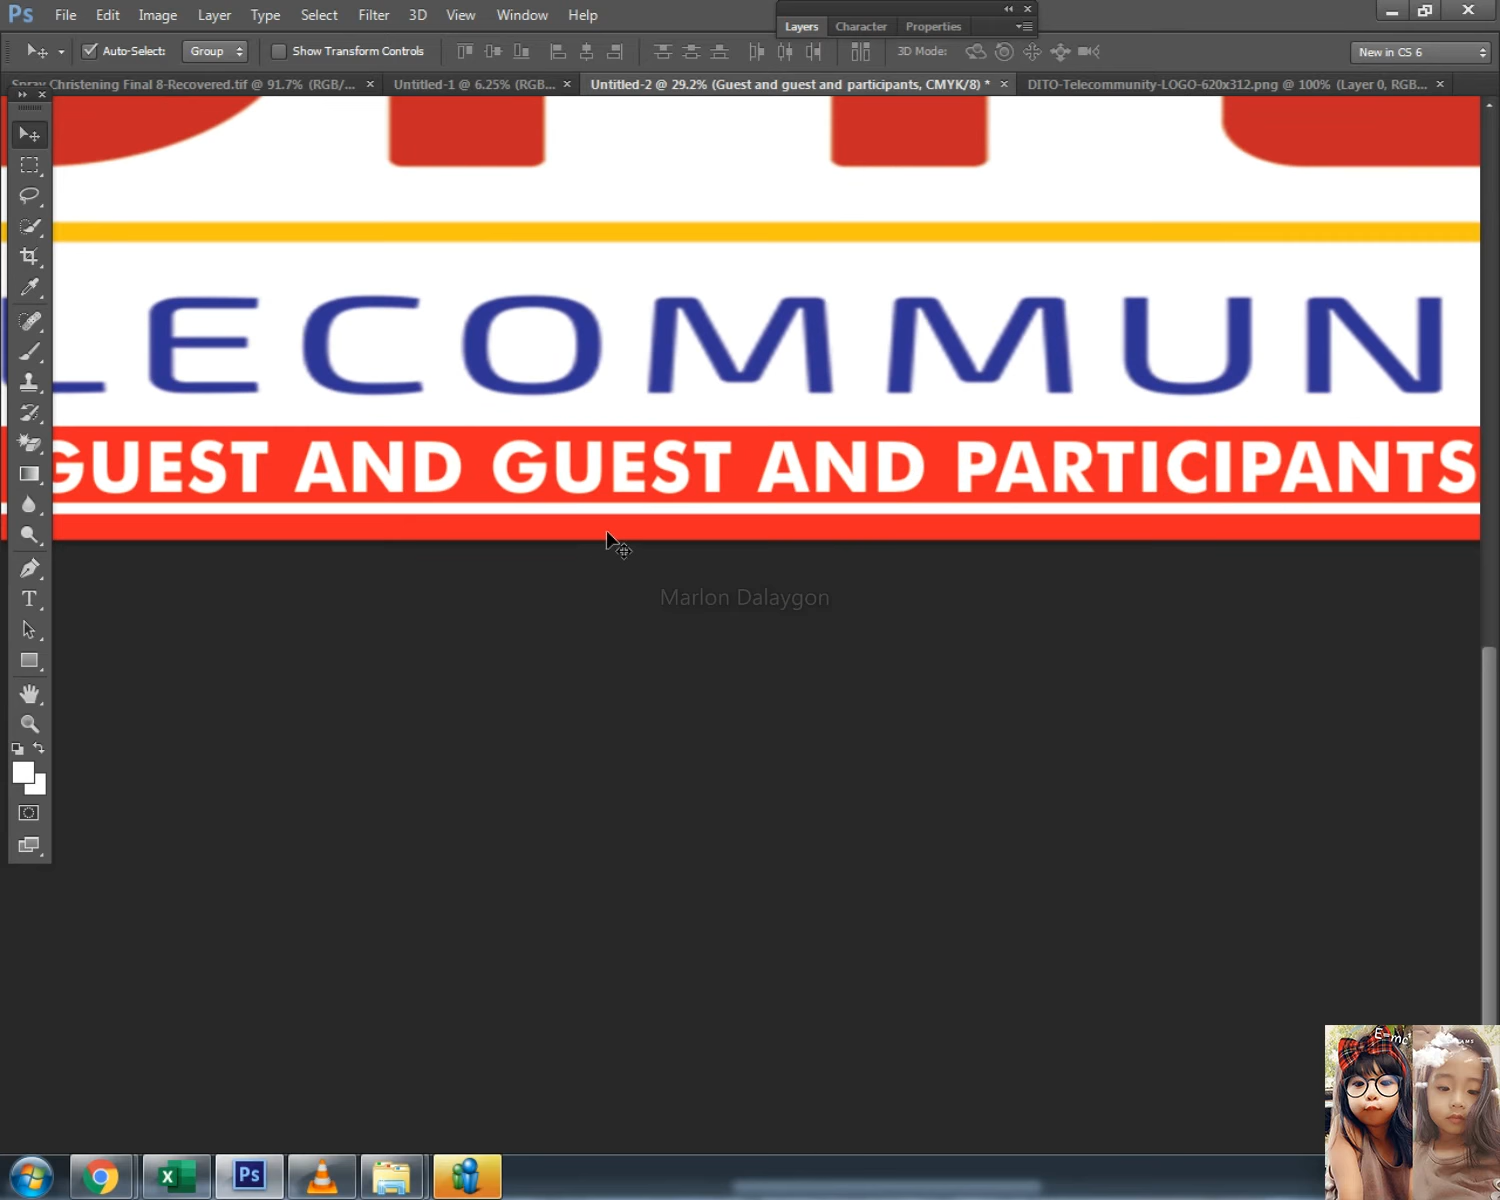 Ps File Edit Image Layer Type Select Filter 3D View Window Help
Layers Character Properties
Auto-Select: Group Show Transform Controls 3D Mode: New in CS 6
Spray Christening Final 8-Recovered.tif @ 91.7% (RGB/... × Untitled-1 @ 6.25% (RGB... × Untitled-2 @ 29.2% (Guest and guest and participants, CMYK/8) * × DITO-Telecommunity-LOGO-620x312.png @ 100% (Layer 0, RGB... ×
LECOMMUN
GUEST AND GUEST AND PARTICIPANTS
Marlon Dalaygon
T
E=mc²
Ps